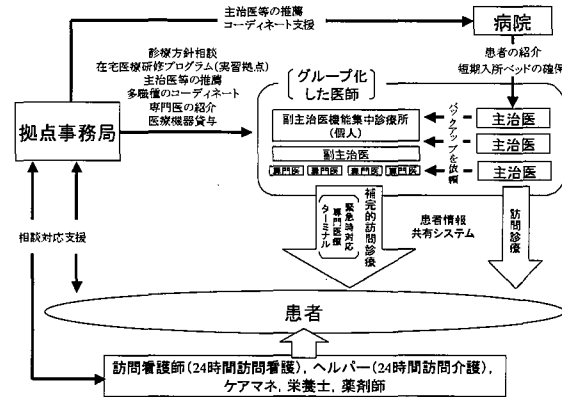 主治医等の推薦
コーディネート支援
病院
診療方針相談
在宅医療研修プログラム(実習拠点)
主治医等の推薦
多職種のコーディネート
専門医の紹介
医療機器貸与
患者の紹介
短期入所ベッドの確保
グループ化
した医師
拠点事務局
副主治医機能集中診療所
(個人)
副主治医
専門医 専門医 専門医 専門医
バックアップを依頼
主治医
主治医
主治医
補完的訪問診療
緊急時対応
専門医療
ターミナル
患者情報
共有システム
訪問診療
相談対応支援
患者
訪問看護師(24時間訪問看護), ヘルパー(24時間訪問介護),
ケアマネ, 栄養士, 薬剤師